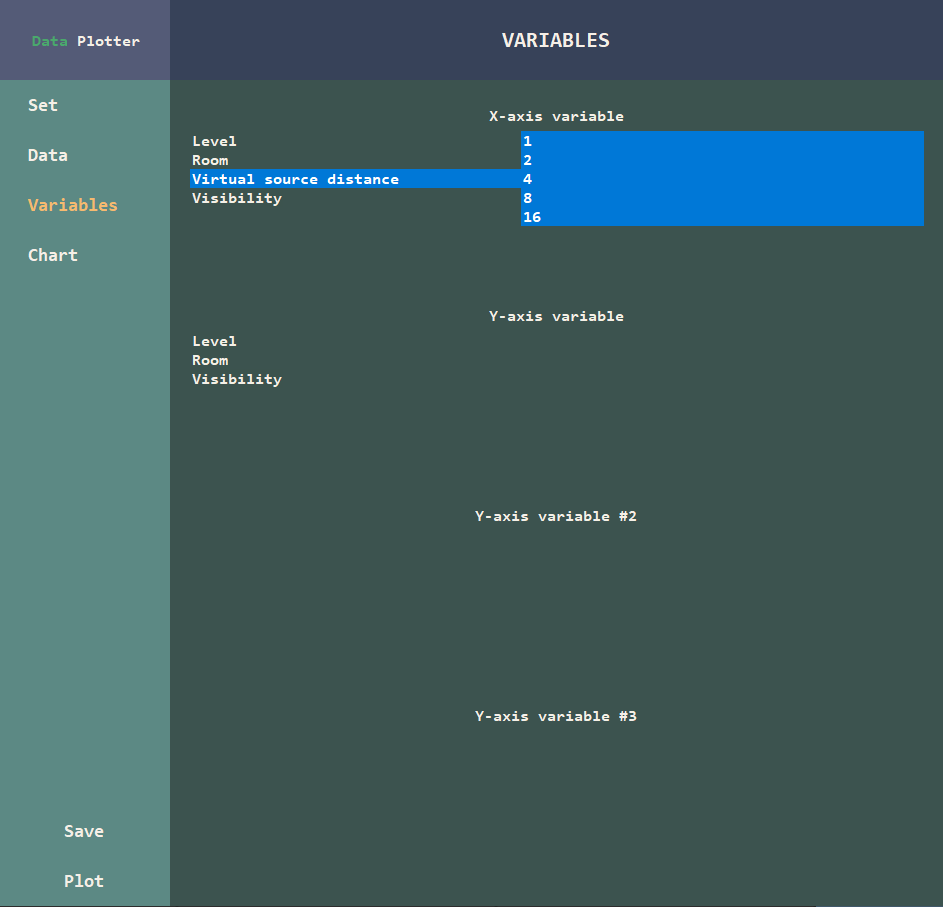 Data Plotter
VARIABLES
Set
Data
Variables
Chart
Save
Plot
X-axis variable
Level
Room
Virtual source distance
Visibility
1
2
4
8
16
Y-axis variable
Level
Room
Visibility
Y-axis variable #2
Y-axis variable #3